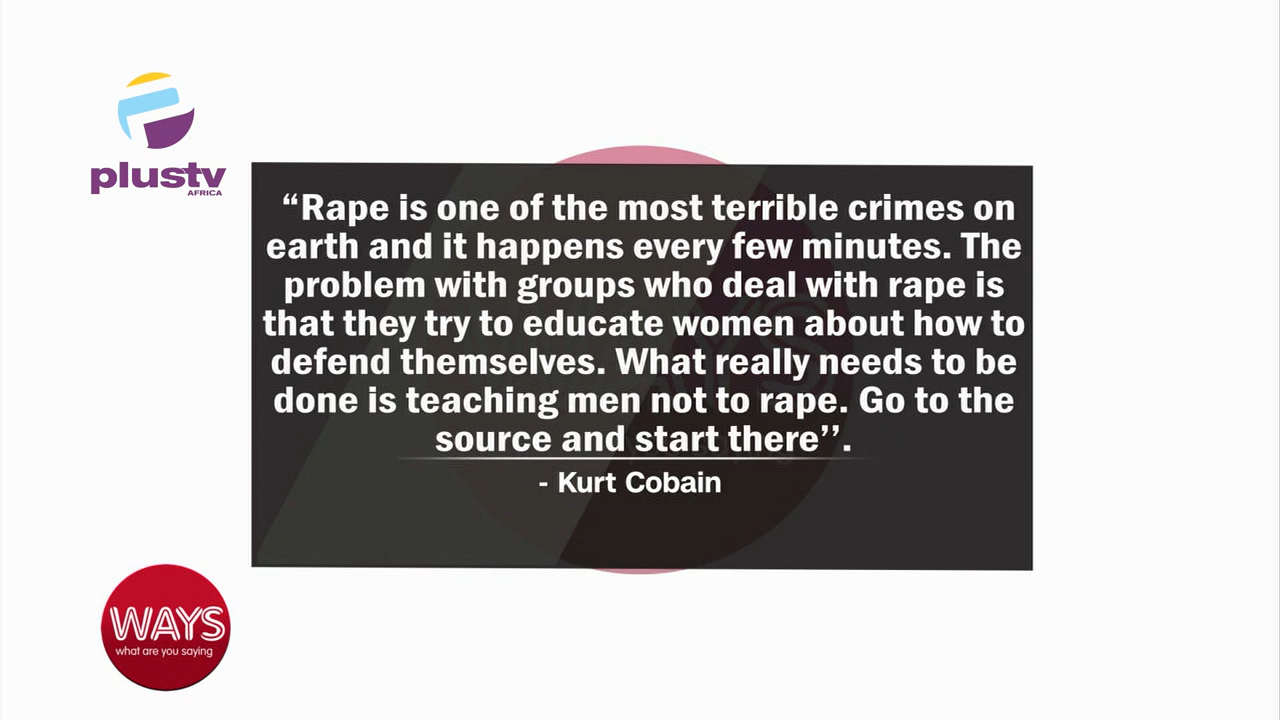 plustv
AFRICA
“Rape is one of the most terrible crimes on
earth and it happens every few minutes. The
problem with groups who deal with rape is
that they try to educate women about how to
defend themselves. What really needs to be
done is teaching men not to rape. Go to the
source and start there’’.
- Kurt Cobain
WAYS
what are you saying